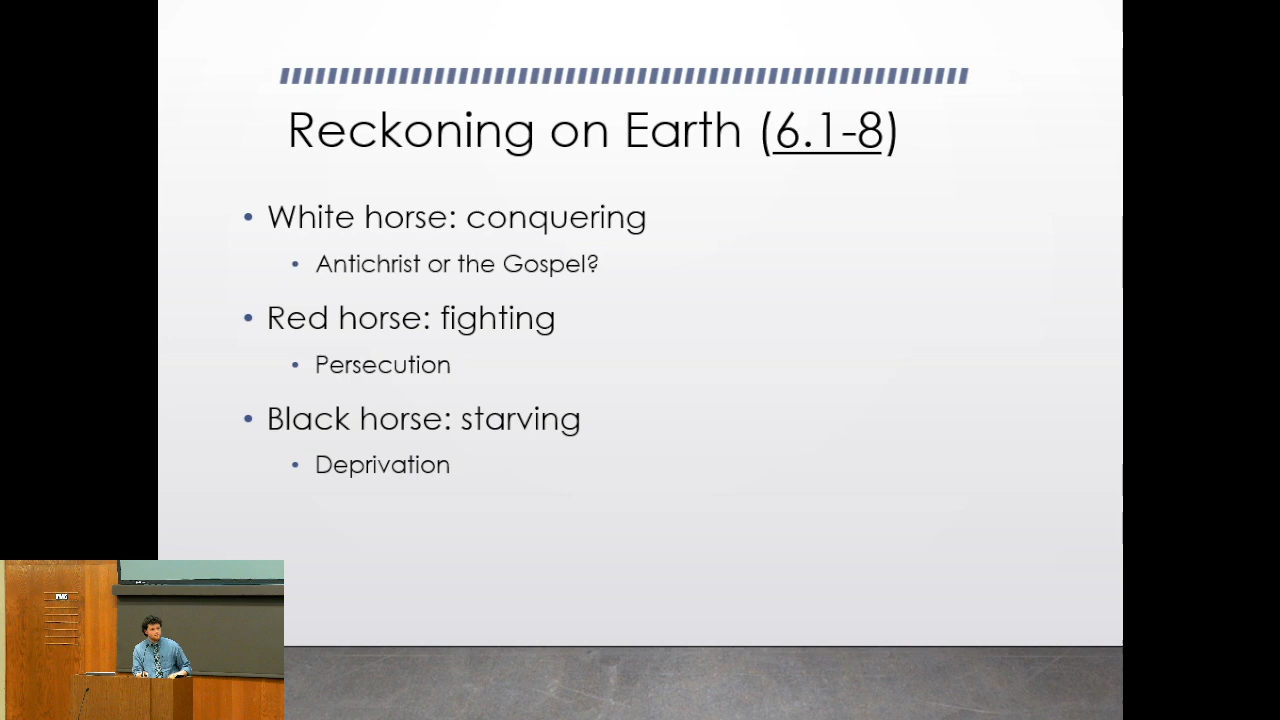 Reckoning on Earth (6.1-8)
• White horse: conquering
• Antichrist or the Gospel?
• Red horse: fighting
• Persecution
• Black horse: starving
• Deprivation